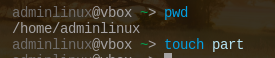 adminlinux@vbox ~> pwd
/home/adminlinux
adminlinux@vbox ~> touch part